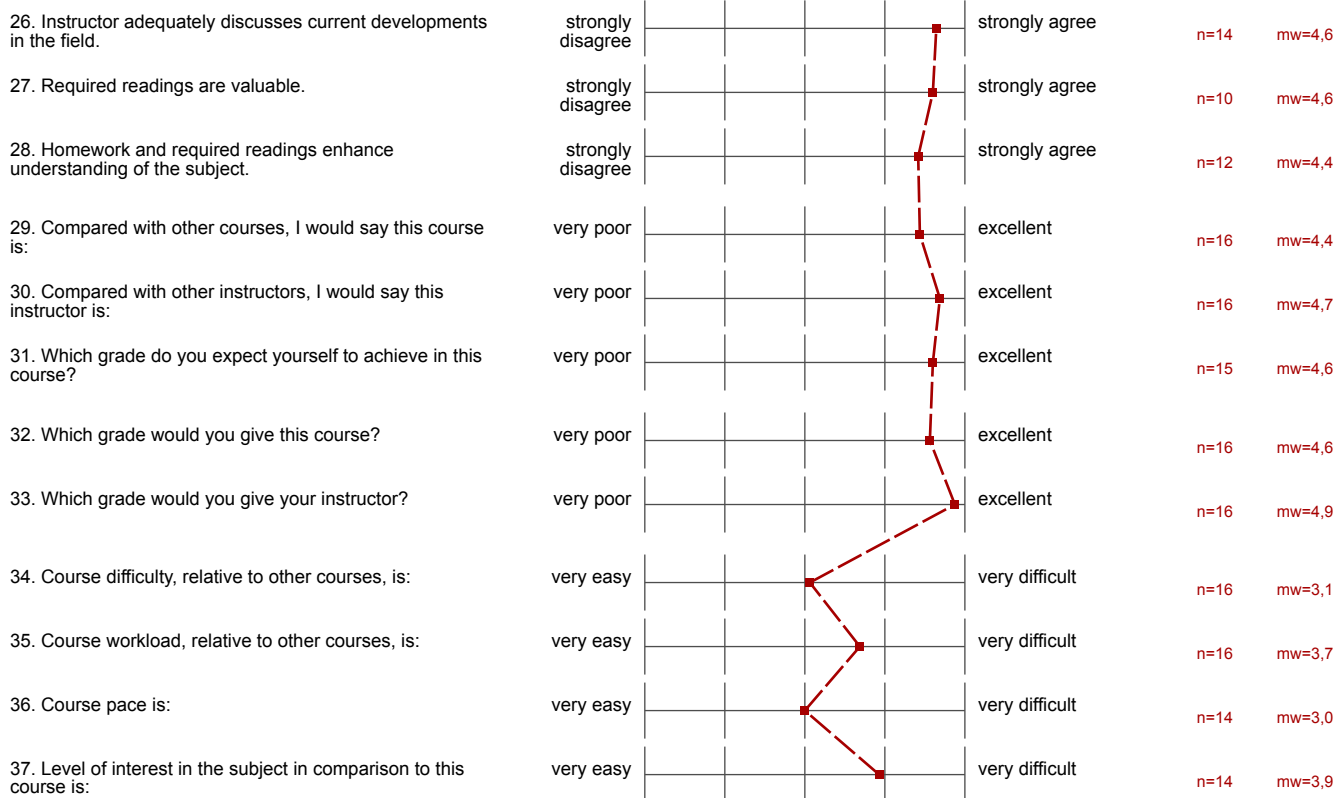 26. Instructor adequately discusses current developments
in the field.
strongly
disagree
strongly agree
n=14
mw=4,6
27. Required readings are valuable.
strongly
disagree
strongly agree
n=10
mw=4,6
28. Homework and required readings enhance
understanding of the subject.
strongly
disagree
strongly agree
n=12
mw=4,4
29. Compared with other courses, I would say this course
is:
very poor
excellent
n=16
mw=4,4
30. Compared with other instructors, I would say this
instructor is:
very poor
excellent
n=16
mw=4,7
31. Which grade do you expect yourself to achieve in this
course?
very poor
excellent
n=15
mw=4,6
32. Which grade would you give this course?
very poor
excellent
n=16
mw=4,6
33. Which grade would you give your instructor?
very poor
excellent
n=16
mw=4,9
34. Course difficulty, relative to other courses, is:
very easy
very difficult
n=16
mw=3,1
35. Course workload, relative to other courses, is:
very easy
very difficult
n=16
mw=3,7
36. Course pace is:
very easy
very difficult
n=14
mw=3,0
37. Level of interest in the subject in comparison to this
course is:
very easy
very difficult
n=14
mw=3,9